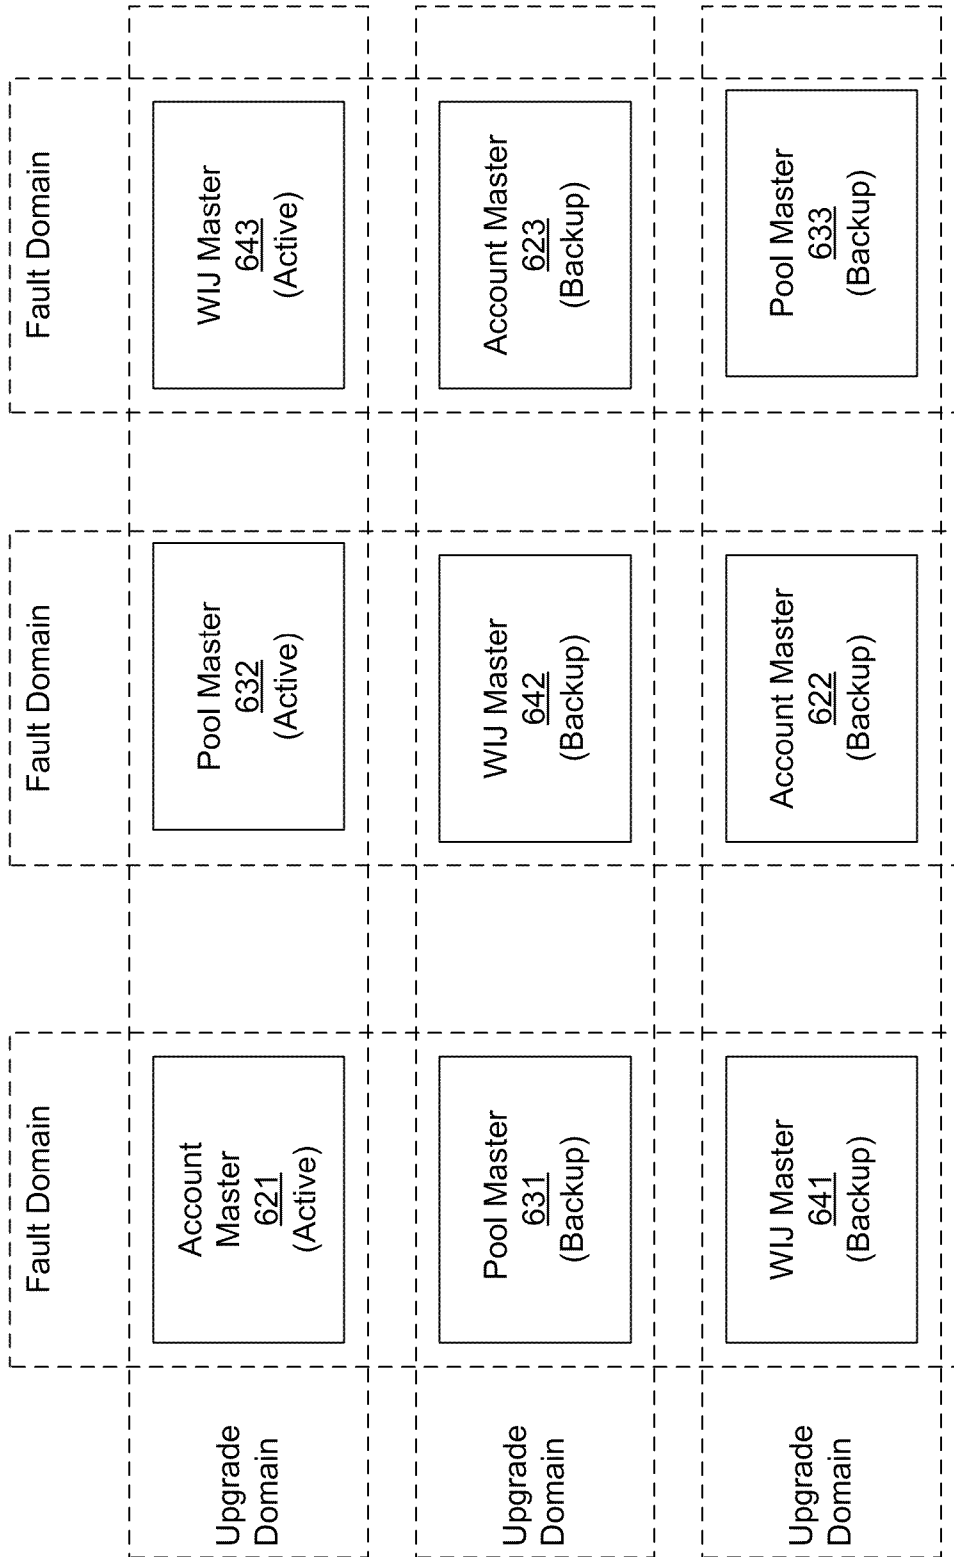 Fault Domain
Fault Domain
Fault Domain
Upgrade
Domain
Account
Master
621
(Active)
Pool Master
632
(Active)
WIJ Master
643
(Active)
Upgrade
Domain
Pool Master
631
(Backup)
WIJ Master
642
(Backup)
Account Master
623
(Backup)
Upgrade
Domain
WIJ Master
641
(Backup)
Account Master
622
(Backup)
Pool Master
633
(Backup)